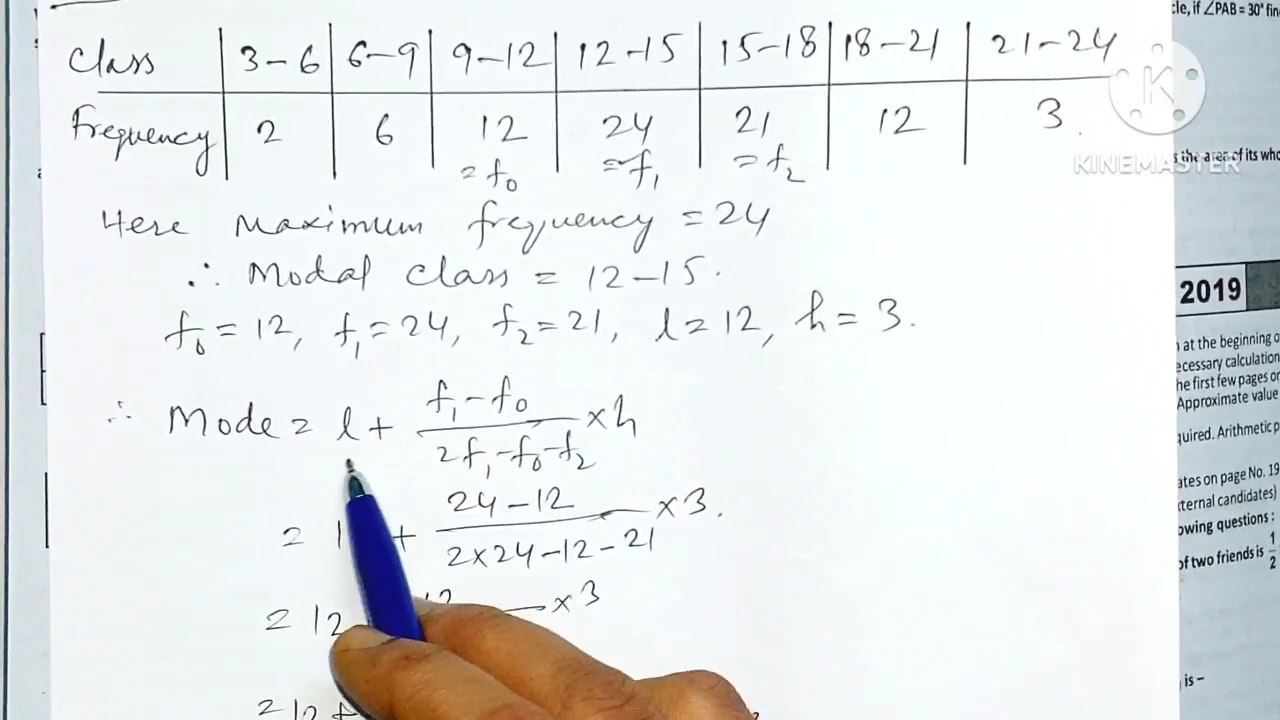 Class 3-6 6-9 9-12 12-15 15-18 18-21 21-24
Frequency 2 6 12 24 21 12 3.
= f₀ = f₁ = f₂
Here Maximum frequency = 24
∴ Modal class = 12-15.
f₀ = 12, f₁ = 24, f₂ = 21, l = 12, h = 3.
∴ Mode = l + (f₁-f₀)/(2f₁-f₀-f₂) × h
= 1 + (24-12)/(2×24-12-21) × 3.
= 12 12 × 3
= 12 +
K
KINEMASTER
cle, if ∠PAB = 30° fin
s the area of its who
2019
at the beginning o
ecessary calculation
he first few pages or
Approximate value
quired. Arithmetic p
ates on page No. 19
xternal candidates)
owing questions :
of two friends is 1/2
is –